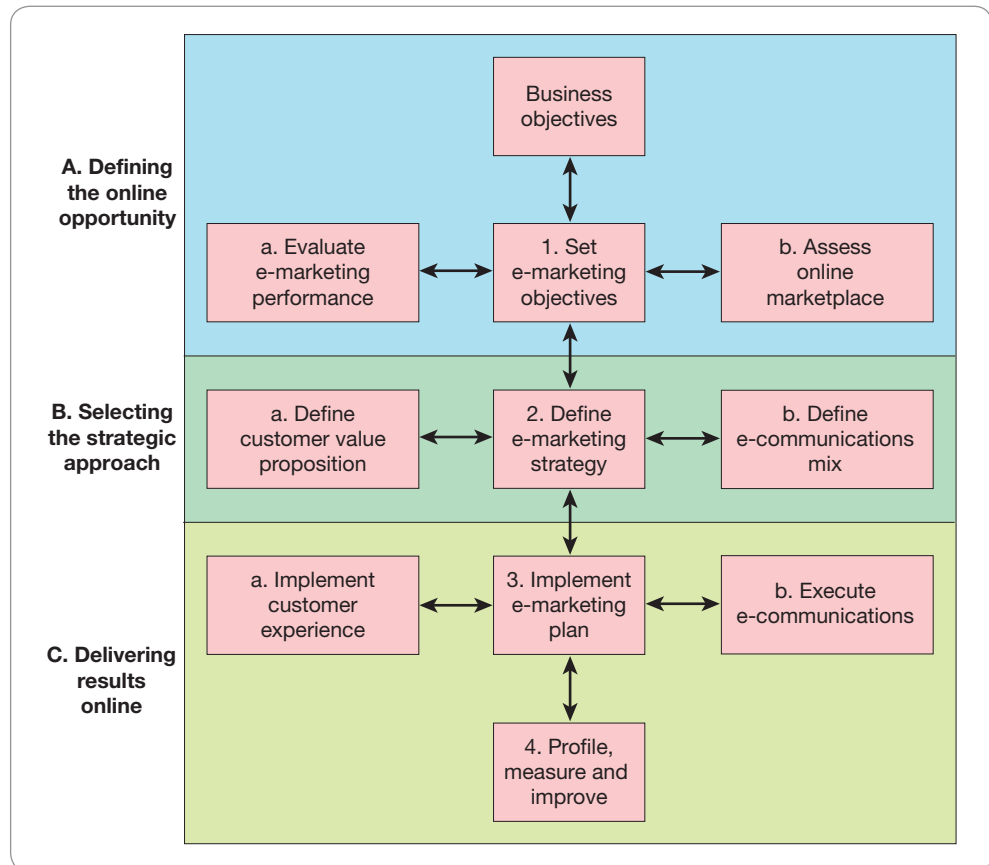 Business
objectives
A. Defining
the online
opportunity
a. Evaluate
e-marketing
performance
1. Set
e-marketing
objectives
b. Assess
online
marketplace
B. Selecting
the strategic
approach
a. Define
customer value
proposition
2. Define
e-marketing
strategy
b. Define
e-communications
mix
C. Delivering
results
online
a. Implement
customer
experience
3. Implement
e-marketing
plan
b. Execute
e-communications
4. Profile,
measure and
improve